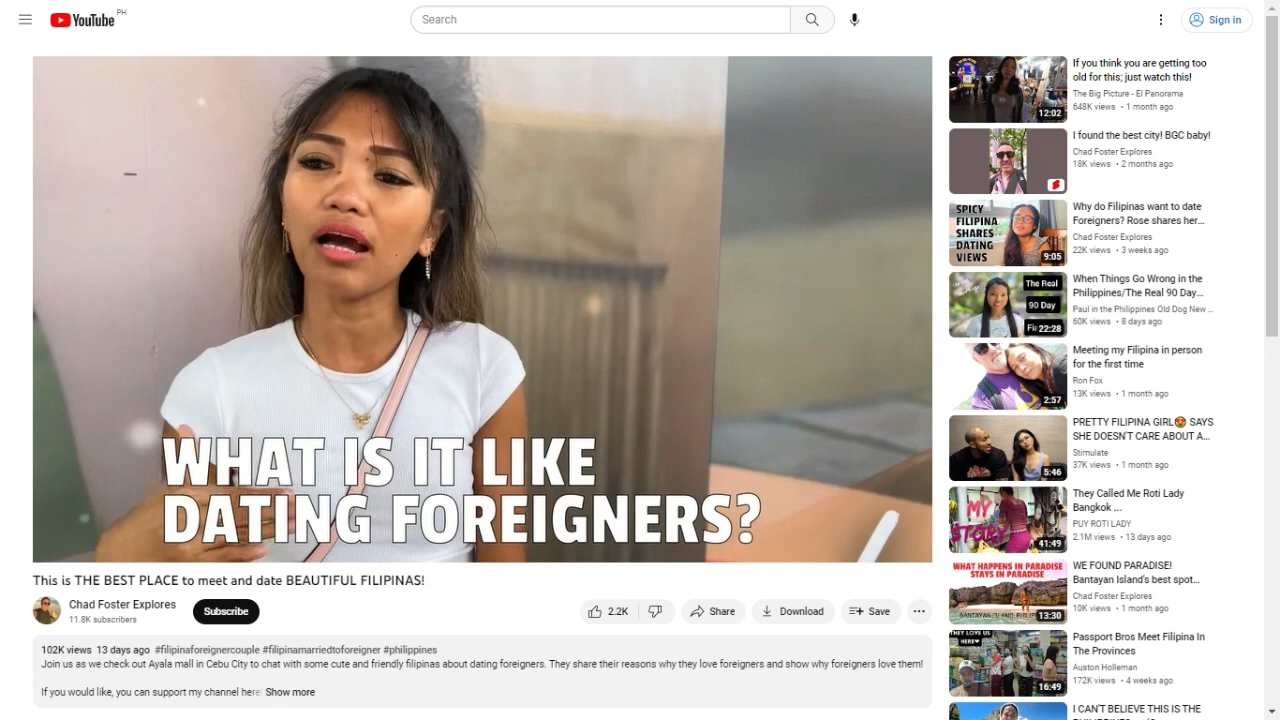 YouTube PH
Search
Sign in
WHAT IS IT LIKE
DATING FOREIGNERS?
This is THE BEST PLACE to meet and date BEAUTIFUL FILIPINAS!
Chad Foster Explores
11.8K subscribers
Subscribe
2.2K
Share
Download
Save
102K views 13 days ago #filipinaforeignercouple #filipinamarriedtoforeigner #philippines
Join us as we check out Ayala mall in Cebu City to chat with some cute and friendly filipinas about dating foreigners. They share their reasons why they love foreigners and show why foreigners love them!
If you would like, you can support my channel here Show more
12:02
If you think you are getting too
old for this; just watch this!
The Big Picture - El Panorama
648K views • 1 month ago
I found the best city! BGC baby!
Chad Foster Explores
18K views • 2 months ago
SPICY
FILIPINA
SHARES
DATING
VIEWS
9:05
Why do Filipinas want to date
Foreigners? Rose shares her...
Chad Foster Explores
22K views • 3 weeks ago
The Real
90 Day
22:28
When Things Go Wrong in the
Philippines/The Real 90 Day...
Paul in the Philippines Old Dog New ...
60K views • 8 days ago
2:57
Meeting my Filipina in person
for the first time
Ron Fox
13K views • 1 month ago
5:46
PRETTY FILIPINA GIRL😍 SAYS
SHE DOESN'T CARE ABOUT A...
Stimulate
37K views • 1 month ago
MY
STORY
41:49
They Called Me Roti Lady
Bangkok ...
PUY ROTI LADY
2.1M views • 13 days ago
WHAT HAPPENS IN PARADISE
STAYS IN PARADISE
13:30
WE FOUND PARADISE!
Bantayan Island's best spot...
Chad Foster Explores
10K views • 1 month ago
THEY LOVE US
HERE
16:49
Passport Bros Meet Filipina In
The Provinces
Auston Holleman
172K views • 4 weeks ago
I CAN'T BELIEVE THIS IS THE